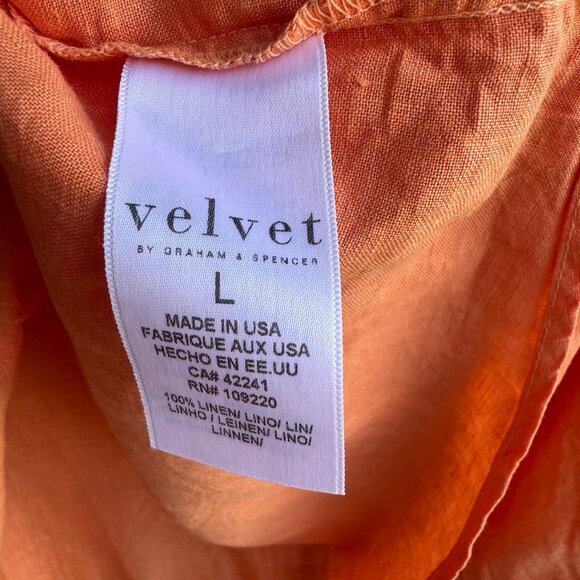 velvet
BY GRAHAM & SPENCER
L
MADE IN USA
FABRIQUE AUX USA
HECHO EN EE.UU
CA# 42241
RN# 109220
100% LINEN/ LINO/ LIN/
LINHO / LEINEN/ LINO/
LINNEN/